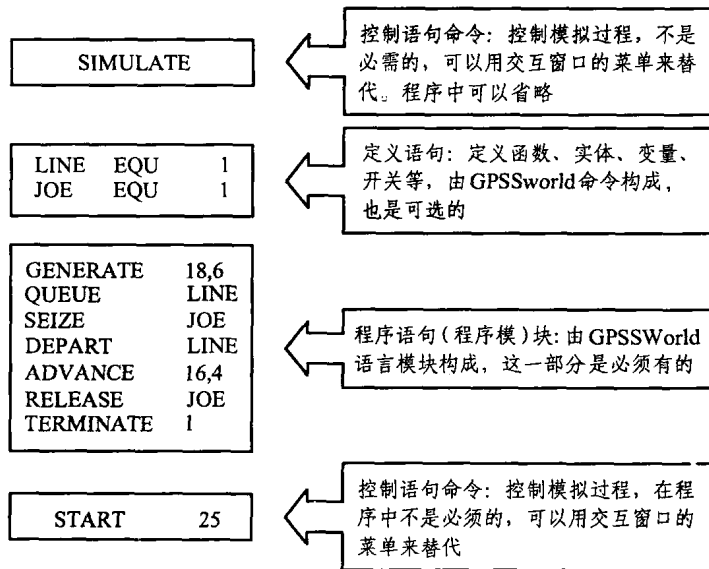 SIMULATE
控制语句命令：控制模拟过程，不是
必需的，可以用交互窗口的菜单来替
代。程序中可以省略
LINE EQU 1
JOE EQU 1
定义语句：定义函数、实体、变量、
开关等，由GPSSworld命令构成，
也是可选的
GENERATE 18,6
QUEUE LINE
SEIZE JOE
DEPART LINE
ADVANCE 16,4
RELEASE JOE
TERMINATE 1
程序语句（程序模）块：由GPSSWorld
语言模块构成，这一部分是必须有的
START 25
控制语句命令：控制模拟过程，在程
序中不是必须的，可以用交互窗口的
菜单来替代